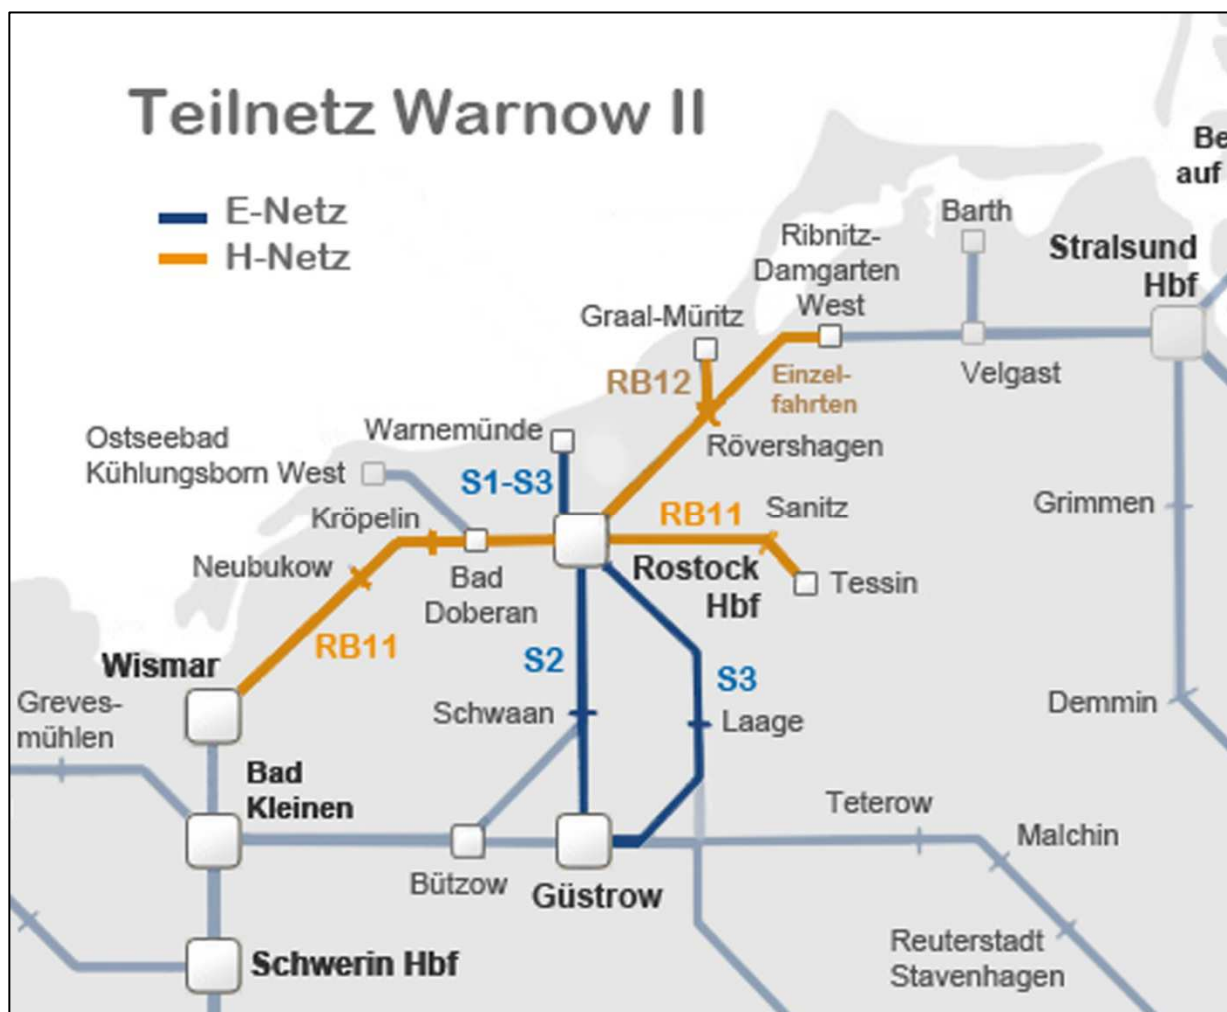 Teilnetz Warnow II
E-Netz
H-Netz
Be
auf
Barth
Ribnitz-
Damgarten
West
Stralsund
Hbf
Graal-Müritz
RB12
Einzel-
fahrten
Velgast
Warnemünde
Rövershagen
Ostseebad
Kühlungsborn West
S1-S3
Kröpelin
RB11
Sanitz
Grimmen
Neubukow
Bad
Doberan
Rostock
Hbf
Tessin
RB11
Wismar
S2
S3
Greves-
mühlen
Schwaan
Laage
Demmin
Bad
Kleinen
Teterow
Malchin
Bützow
Güstrow
Reuterstadt
Stavenhagen
Schwerin Hbf